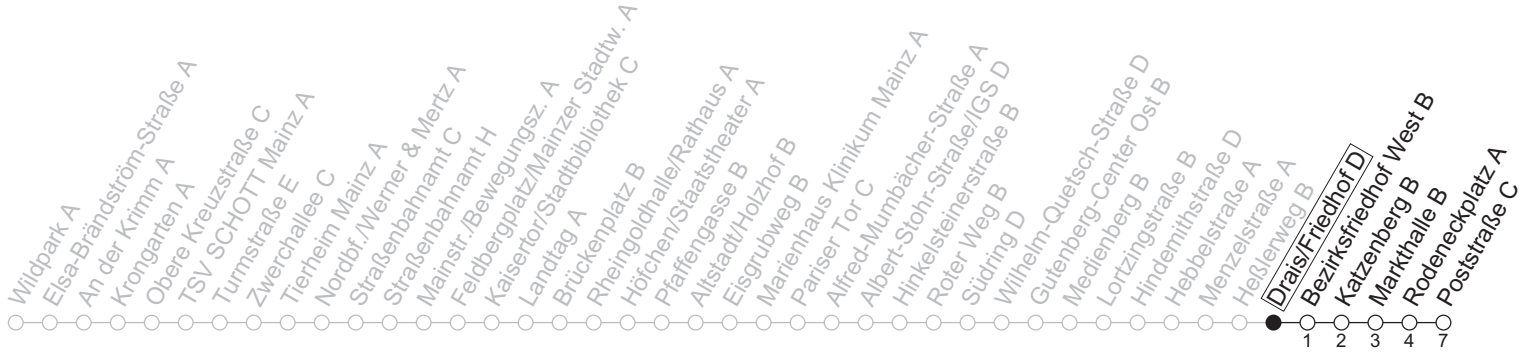 Wildpark A
Elsa-Brändström-Straße A
An der Krimm A
Krongarten A
Obere Kreuzstraße C
TSV SCHOTT Mainz A
Turmstraße E
Zwerchallee C
Tierheim Mainz A
Nordbf./Werner & Mertz A
Straßenbahnamt C
Straßenbahnamt H
Mainstr./Bewegungsz. A
Feldbergplatz/Mainzer Stadtw. A
Kaisertor/Stadtbibliothek C
Landtag A
Brückenplatz B
Rheingoldhalle/Rathaus A
Höfchen/Staatstheater A
Pfaffengasse B
Altstadt/Holzhof B
Eisgrubweg B
Marienhaus Klinikum Mainz A
Pariser Tor C
Alfred-Mumbächer-Straße A
Albert-Stohr-Straße/IGS D
Hinkelsteinerstraße B
Roter Weg B
Südring D
Wilhelm-Quetsch-Straße D
Gutenberg-Center Ost B
Medienberg B
Lortzingstraße B
Hindemithstraße D
Hebbelstraße A
Menzelstraße A
Heßlerweg B
Drais/Friedhof D
Bezirksfriedhof West B
Katzenberg B
Markthalle B
Rodeneckplatz A
Poststraße C
1 2 3 4 7